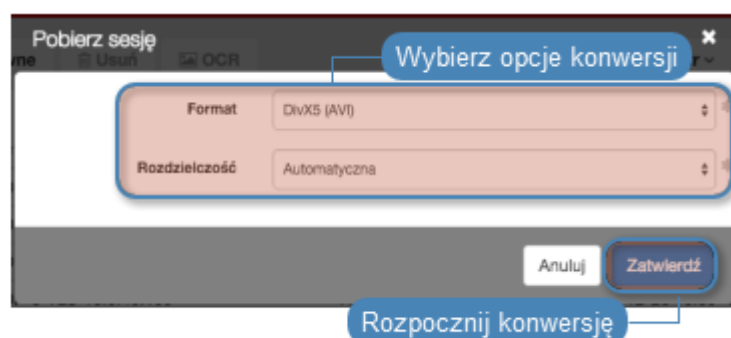 Pobierz sesję
Wybierz opcje konwersji
Usuń
OCR
Format
DivX5 (AVI)
Rozdzielczość
Automatyczna
Anuluj
Zatwierdź
Rozpocznij konwersję